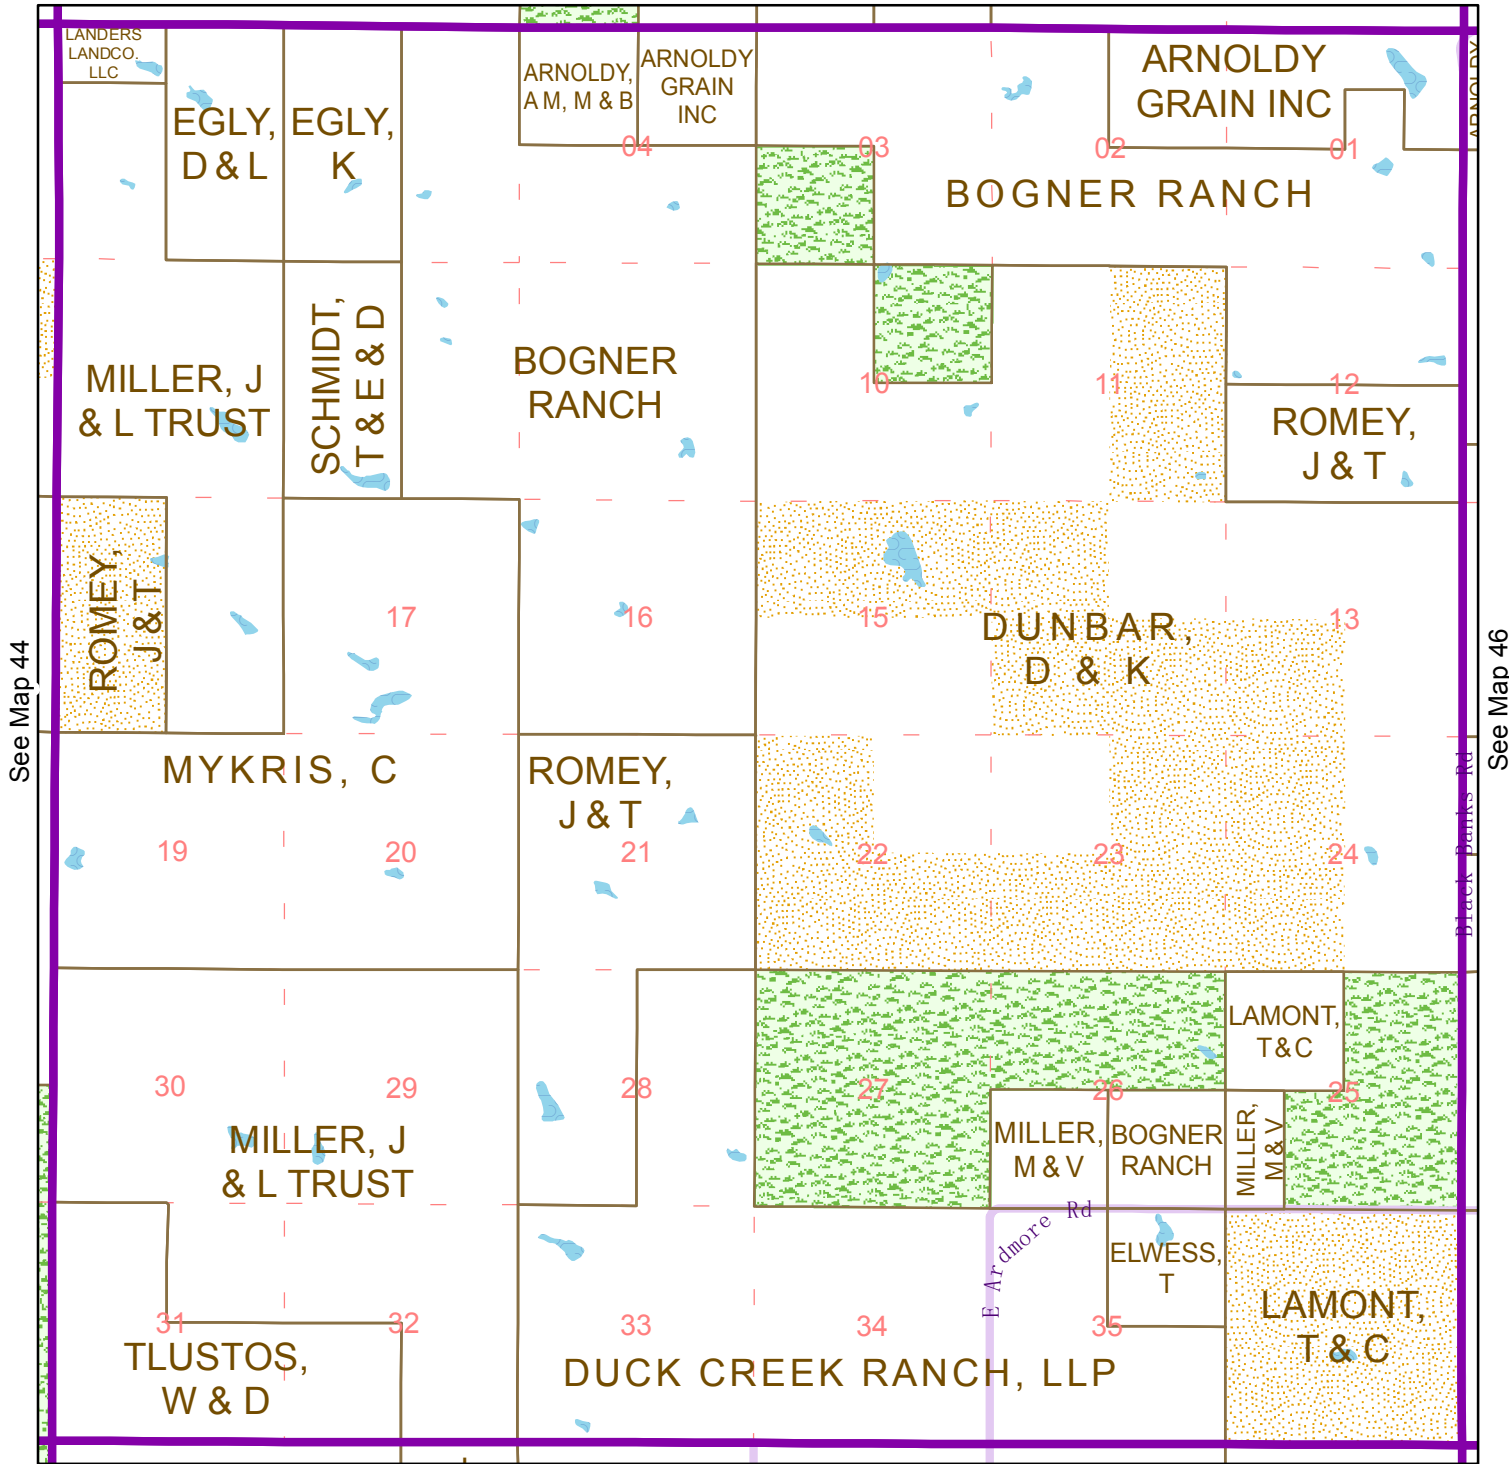 LANDERS
LANDCO.
LLC
EGLY,
D & L
EGLY,
K
ARNOLDY,
A M, M & B
ARNOLDY
GRAIN
INC
ARNOLDY
GRAIN INC
ARNOLDY
04
03
02
01
BOGNER RANCH
SCHMIDT,
T & E & D
MILLER, J
& L TRUST
BOGNER
RANCH
10
11
12
ROMEY,
J & T
ROMEY,
J & T
17
16
15
13
DUNBAR,
D & K
See Map 44
See Map 46
MYKRIS, C
ROMEY,
J & T
Black Banks Rd
19
20
21
22
23
24
LAMONT,
T & C
30
29
28
27
26
25
MILLER, J
& L TRUST
MILLER,
M & V
BOGNER
RANCH
MILLER,
M & V
E Ardmore Rd
ELWESS,
T
LAMONT,
T & C
31
32
33
34
35
TLUSTOS,
W & D
DUCK CREEK RANCH, LLP